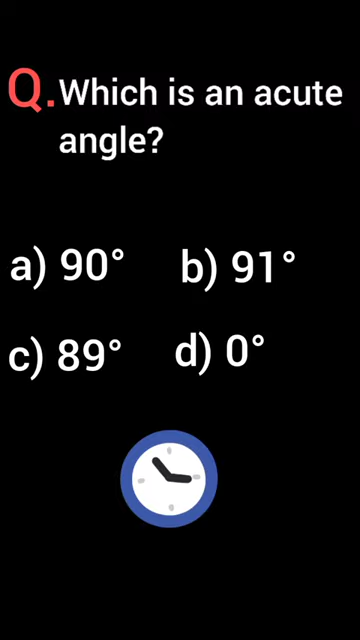 Q. Which is an acute
angle?
a) 90° b) 91°
c) 89° d) 0°